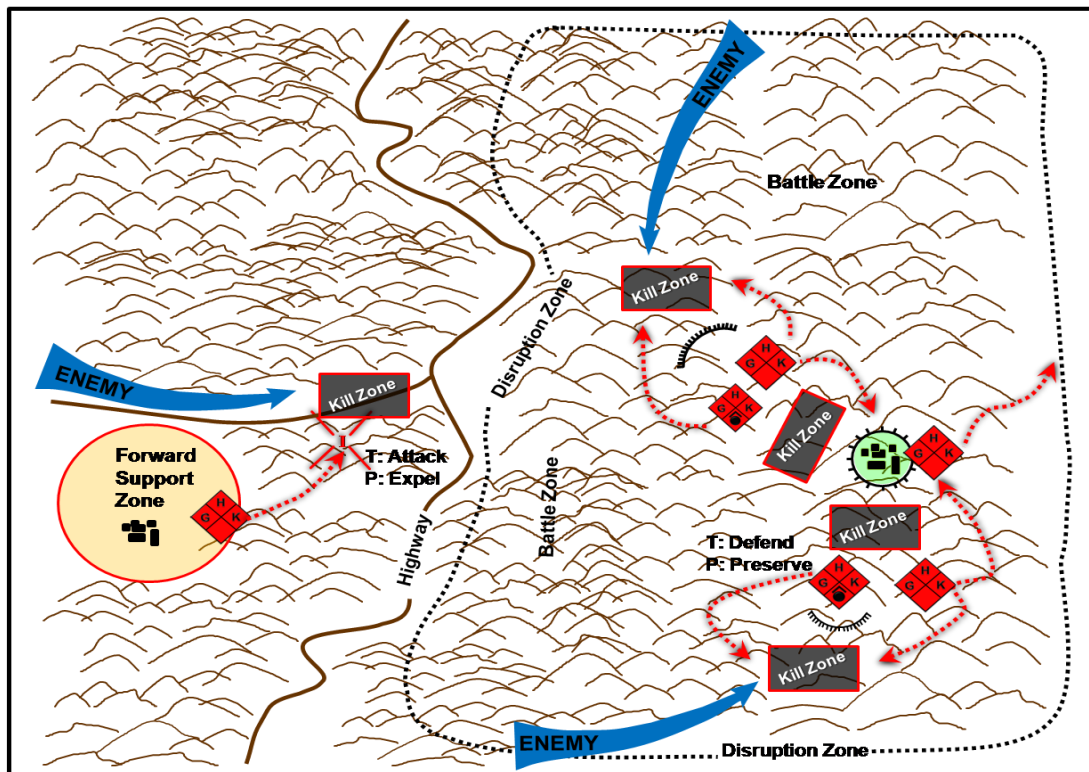 ENEMY
Battle Zone
Kill Zone
Disruption Zone
ENEMY
Kill Zone
H
G K
H
G K
Kill Zone
H
G K
Forward
Support
Zone
I
T: Attack
P: Expel
H
G K
Highway
Battle Zone
Kill Zone
T: Defend
P: Preserve
H
G K
H
G K
Kill Zone
ENEMY
Disruption Zone